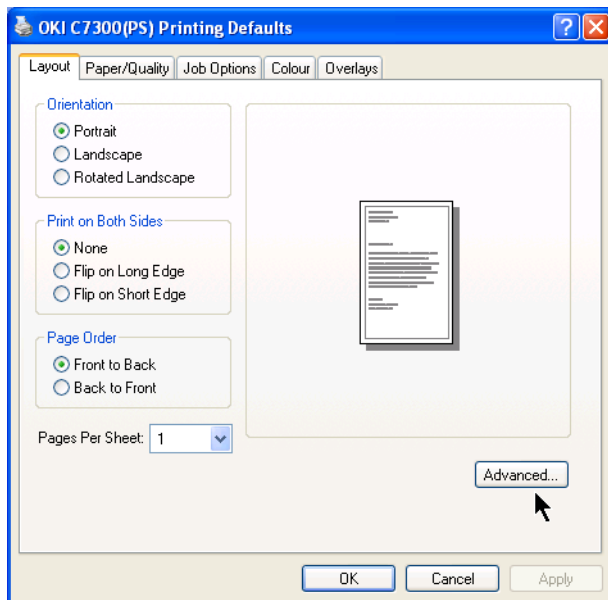 OKI C7300(PS) Printing Defaults
Layout Paper/Quality Job Options Colour Overlays
Orientation
Portrait
Landscape
Rotated Landscape
Print on Both Sides
None
Flip on Long Edge
Flip on Short Edge
Page Order
Front to Back
Back to Front
Pages Per Sheet: 1
Advanced...
OK Cancel Apply